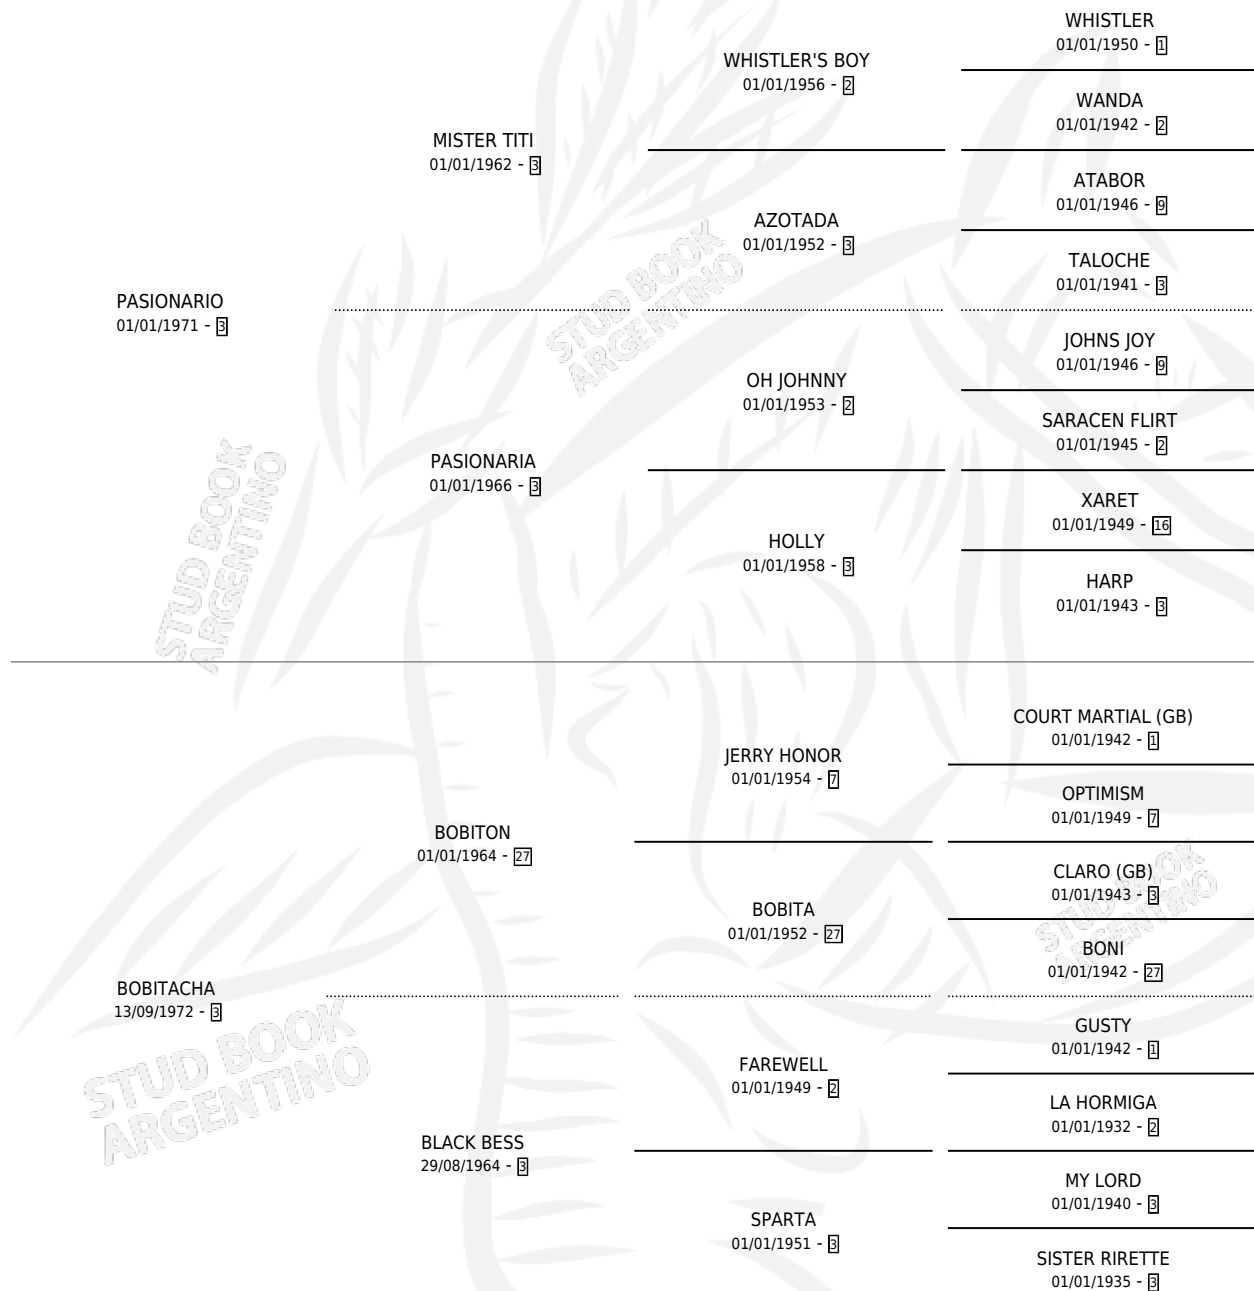 WHISTLER
01/01/1950 - 1
WHISTLER'S BOY
01/01/1956 - 2
WANDA
01/01/1942 - 2
MISTER TITI
01/01/1962 - 3
ATABOR
01/01/1946 - 9
AZOTADA
01/01/1952 - 3
TALOCHE
01/01/1941 - 3
PASIONARIO
01/01/1971 - 3
JOHNS JOY
01/01/1946 - 9
OH JOHNNY
01/01/1953 - 2
SARACEN FLIRT
01/01/1945 - 2
PASIONARIA
01/01/1966 - 3
XARET
01/01/1949 - 16
HOLLY
01/01/1958 - 3
HARP
01/01/1943 - 3
COURT MARTIAL (GB)
01/01/1942 - 1
JERRY HONOR
01/01/1954 - 7
OPTIMISM
01/01/1949 - 7
BOBITON
01/01/1964 - 27
CLARO (GB)
01/01/1943 - 3
BOBITA
01/01/1952 - 27
BONI
01/01/1942 - 27
BOBITACHA
13/09/1972 - 3
GUSTY
01/01/1942 - 1
FAREWELL
01/01/1949 - 2
LA HORMIGA
01/01/1932 - 2
BLACK BESS
29/08/1964 - 3
MY LORD
01/01/1940 - 3
SPARTA
01/01/1951 - 3
SISTER RIRETTE
01/01/1935 - 3
STUD BOOK
ARGENTINO
STUD BOOK
ARGENTINO
STUD BOOK
ARGENTINO
STUD BOOK
ARGENTINO